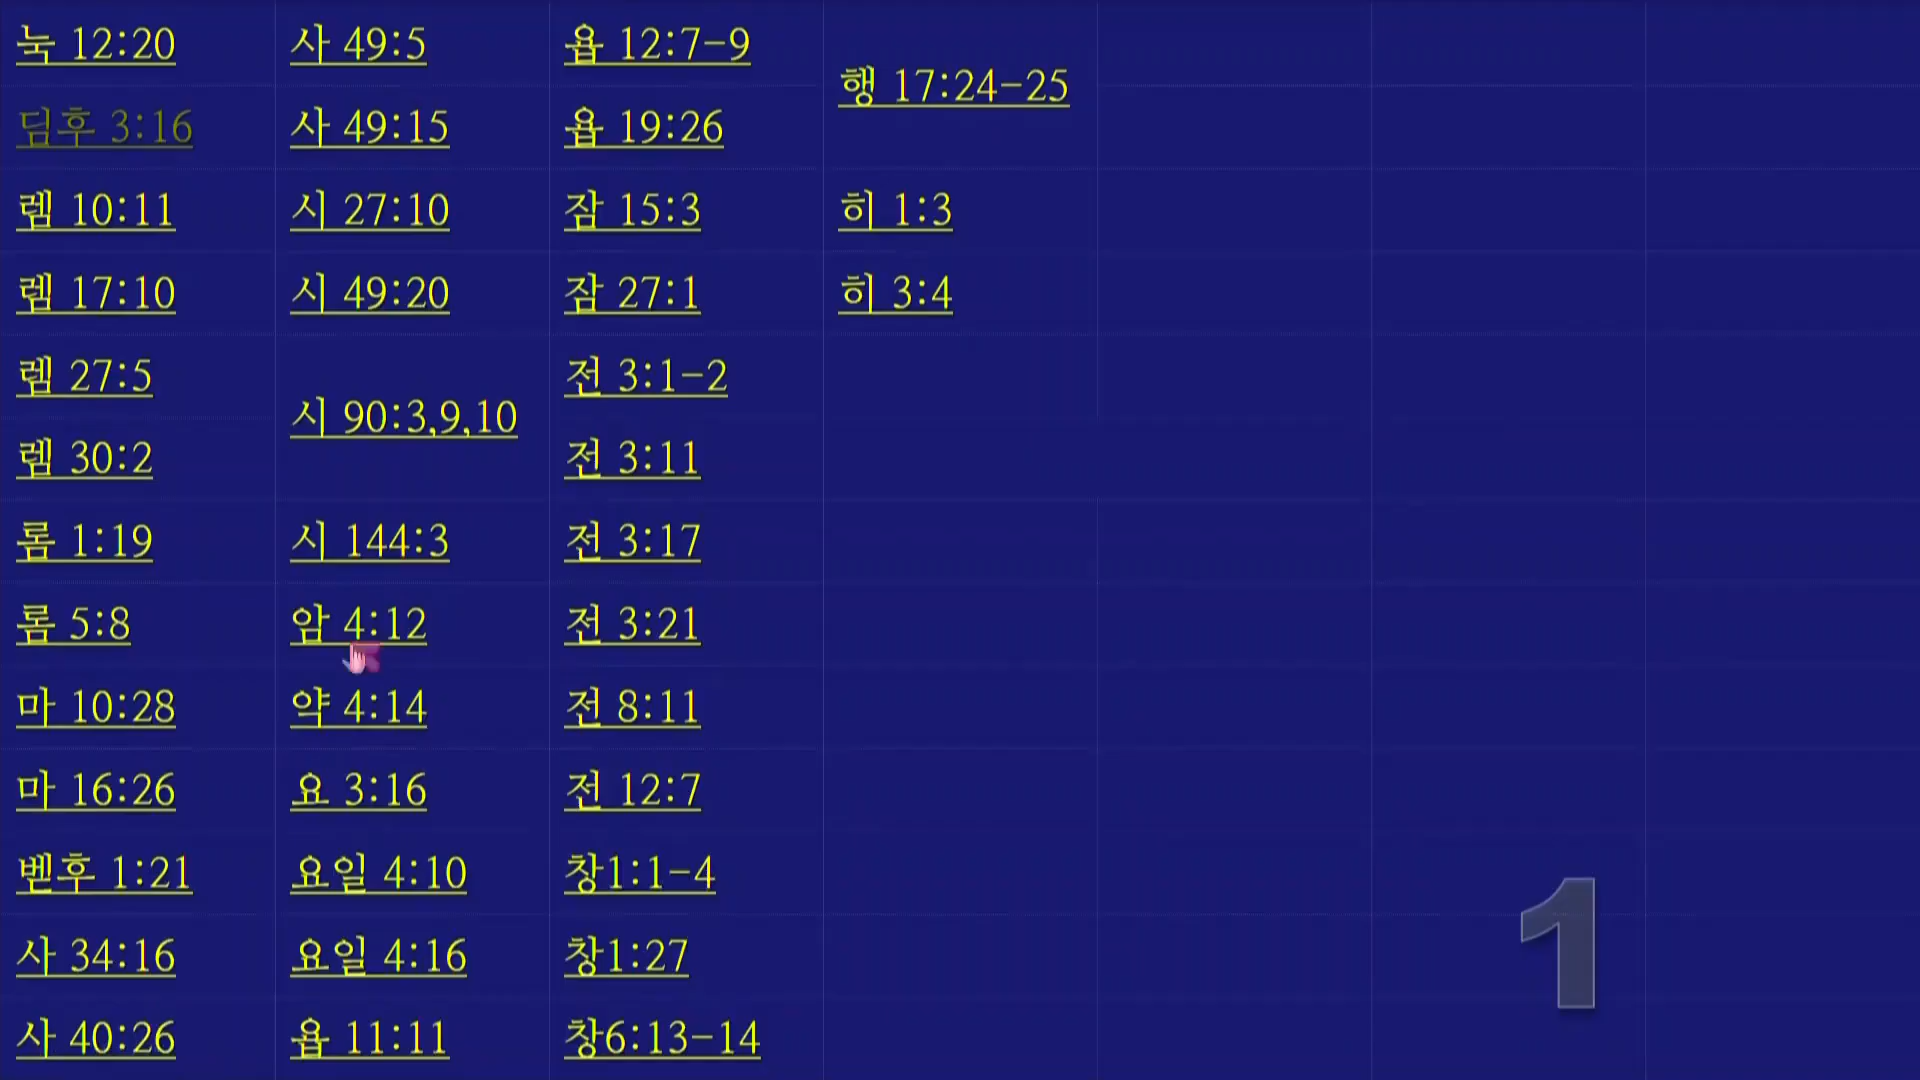 눅 12:20
딤후 3:16
렘 10:11
렘 17:10
렘 27:5
렘 30:2
롬 1:19
롬 5:8
마 10:28
마 16:26
벧후 1:21
사 34:16
사 40:26
사 49:5
사 49:15
시 27:10
시 49:20
시 90:3,9,10
시 144:3
암 4:12
약 4:14
요 3:16
요일 4:10
요일 4:16
욥 11:11
욥 12:7-9
욥 19:26
잠 15:3
잠 27:1
전 3:1-2
전 3:11
전 3:17
전 3:21
전 8:11
전 12:7
창1:1-4
창1:27
창6:13-14
행 17:24-25
히 1:3
히 3:4
1